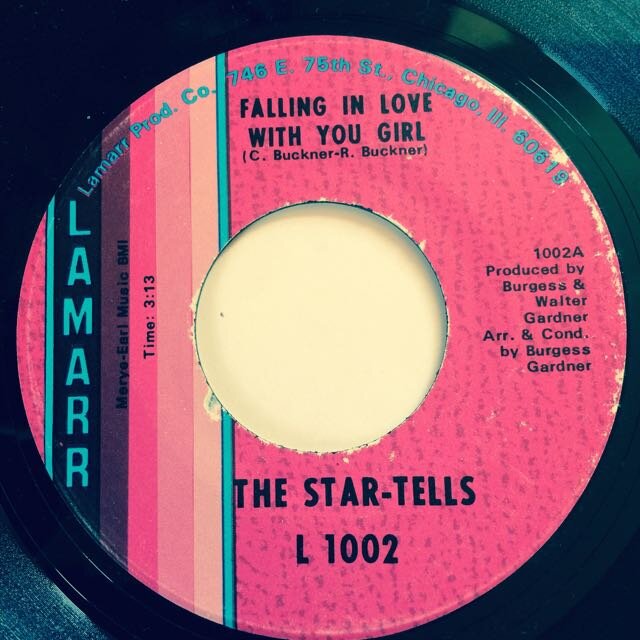 Lamarr Prod. Co. 746 E. 75th St., Chicago, Ill. 60619
FALLING IN LOVE
WITH YOU GIRL
(C. Buckner-R. Buckner)
LAMARR
Merye-Earl Music BMI
Time: 3:13
1002A
Produced by
Burgess &
Walter
Gardner
Arr. & Cond.
by Burgess
Gardner
THE STAR-TELLS
L 1002